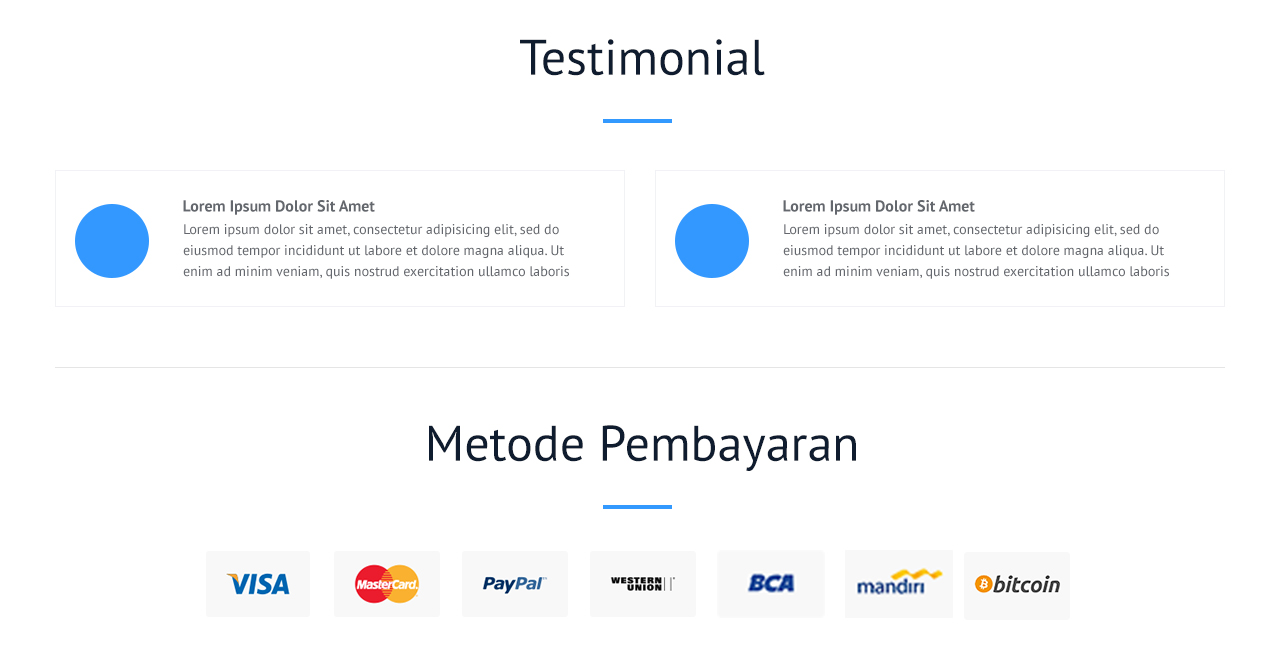 Testimonial
Lorem Ipsum Dolor Sit Amet
Lorem ipsum dolor sit amet, consectetur adipisicing elit, sed do
eiusmod tempor incididunt ut labore et dolore magna aliqua. Ut
enim ad minim veniam, quis nostrud exercitation ullamco laboris
Lorem Ipsum Dolor Sit Amet
Lorem ipsum dolor sit amet, consectetur adipisicing elit, sed do
eiusmod tempor incididunt ut labore et dolore magna aliqua. Ut
enim ad minim veniam, quis nostrud exercitation ullamco laboris
Metode Pembayaran
VISA
MasterCard
PayPal
WESTERN
UNION
BCA
mandiri
bitcoin